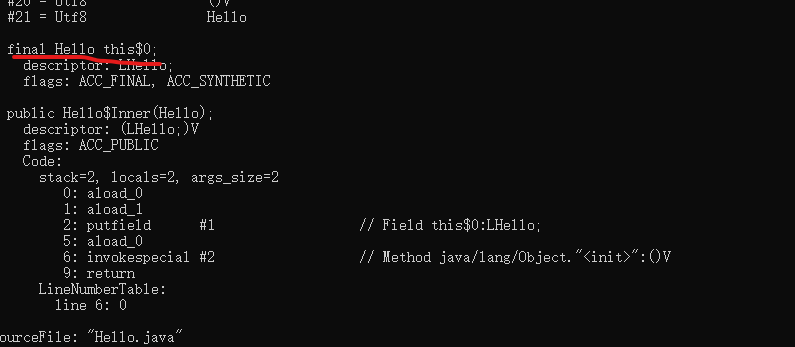 #20 = Utf8 ()V
#21 = Utf8 Hello
final Hello this$0;
descriptor: LHello;
flags: ACC_FINAL, ACC_SYNTHETIC
public Hello$Inner(Hello);
descriptor: (LHello;)V
flags: ACC_PUBLIC
Code:
stack=2, locals=2, args_size=2
0: aload_0
1: aload_1
2: putfield #1 // Field this$0:LHello;
5: aload_0
6: invokespecial #2 // Method java/lang/Object."<init>":()V
9: return
LineNumberTable:
line 6: 0
ourceFile: "Hello.java"